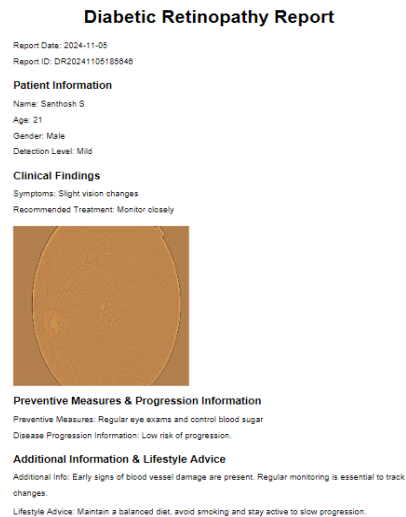 Diabetic Retinopathy Report
Report Date: 2024-11-05
Report ID: DR20241105185646
Patient Information
Name: Santhosh S
Age: 21
Gender: Male
Detection Level: Mild
Clinical Findings
Symptoms: Slight vision changes
Recommended Treatment: Monitor closely
Preventive Measures & Progression Information
Preventive Measures: Regular eye exams and control blood sugar
Disease Progression Information: Low risk of progression.
Additional Information & Lifestyle Advice
Additional Info: Early signs of blood vessel damage are present. Regular monitoring is essential to track
changes.
Lifestyle Advice: Maintain a balanced diet, avoid smoking and stay active to slow progression.